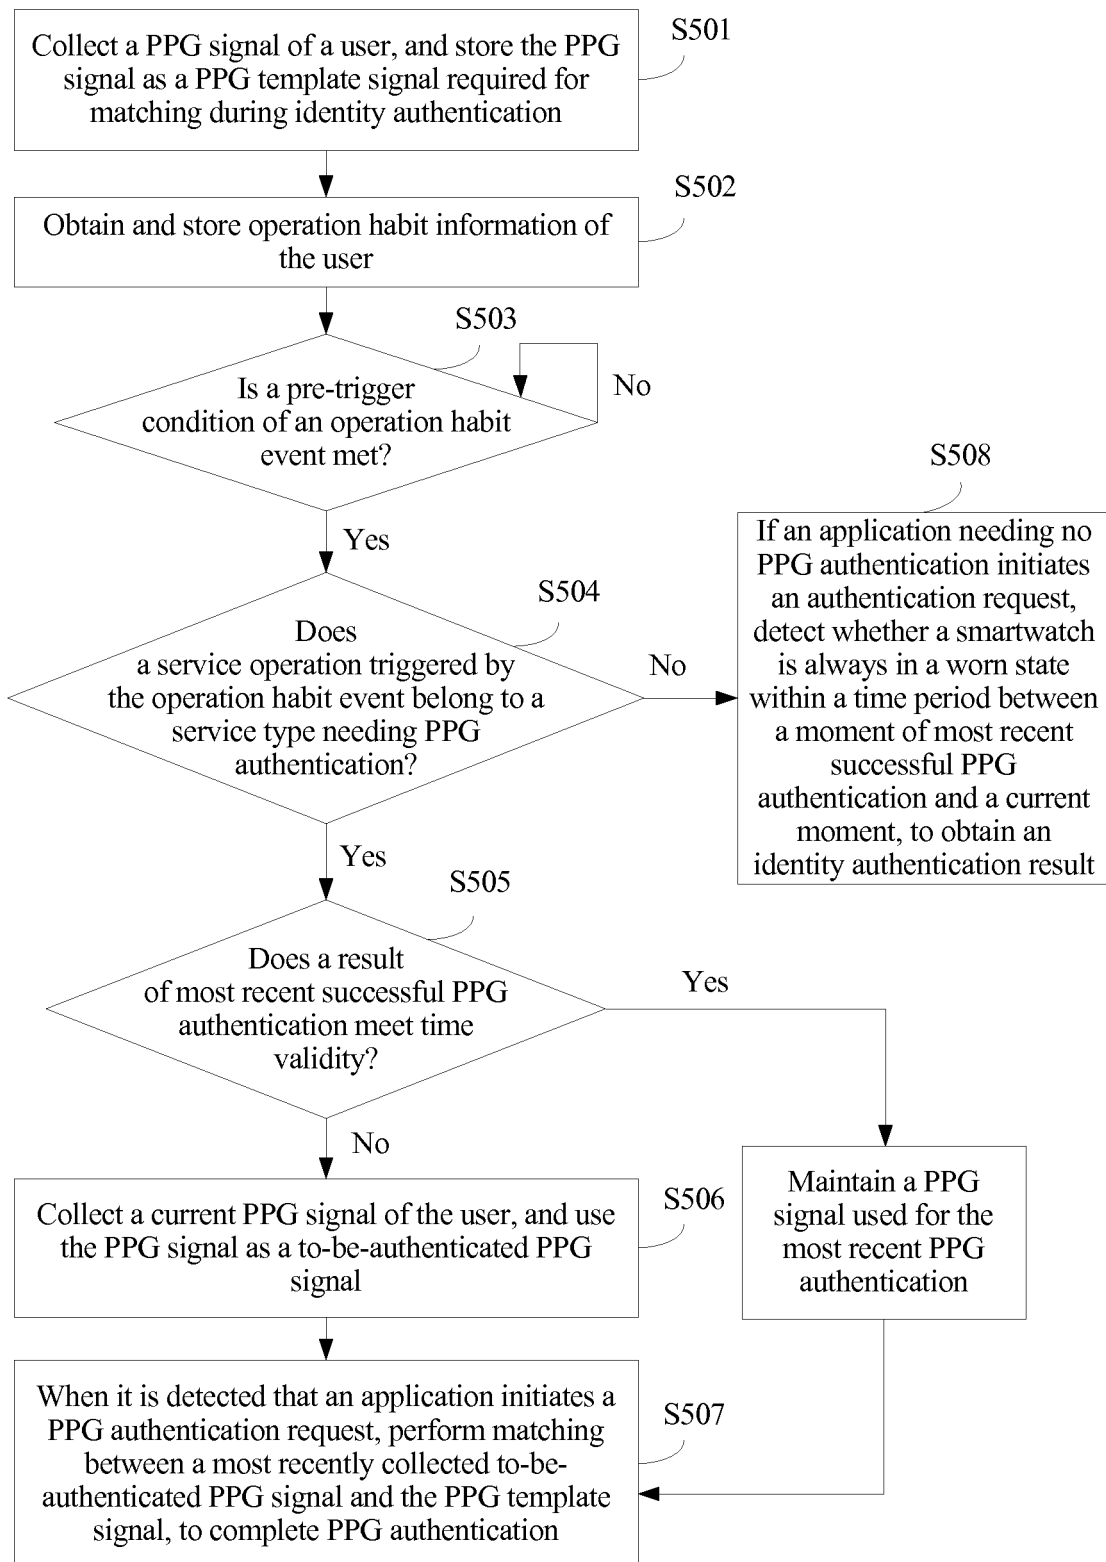 Collect a PPG signal of a user, and store the PPG
signal as a PPG template signal required for
matching during identity authentication
S501
Obtain and store operation habit information of
the user
S502
S503
Is a pre-trigger
condition of an operation habit
event met?
No
Yes
S504
Does
a service operation triggered by
the operation habit event belong to a
service type needing PPG
authentication?
No
S508
If an application needing no
PPG authentication initiates
an authentication request,
detect whether a smartwatch
is always in a worn state
within a time period between
a moment of most recent
successful PPG
authentication and a current
moment, to obtain an
identity authentication result
Yes
S505
Does a result
of most recent successful PPG
authentication meet time
validity?
Yes
No
Maintain a PPG
signal used for the
most recent PPG
authentication
S506
Collect a current PPG signal of the user, and use
the PPG signal as a to-be-authenticated PPG
signal
S507
When it is detected that an application initiates a
PPG authentication request, perform matching
between a most recently collected to-be-
authenticated PPG signal and the PPG template
signal, to complete PPG authentication